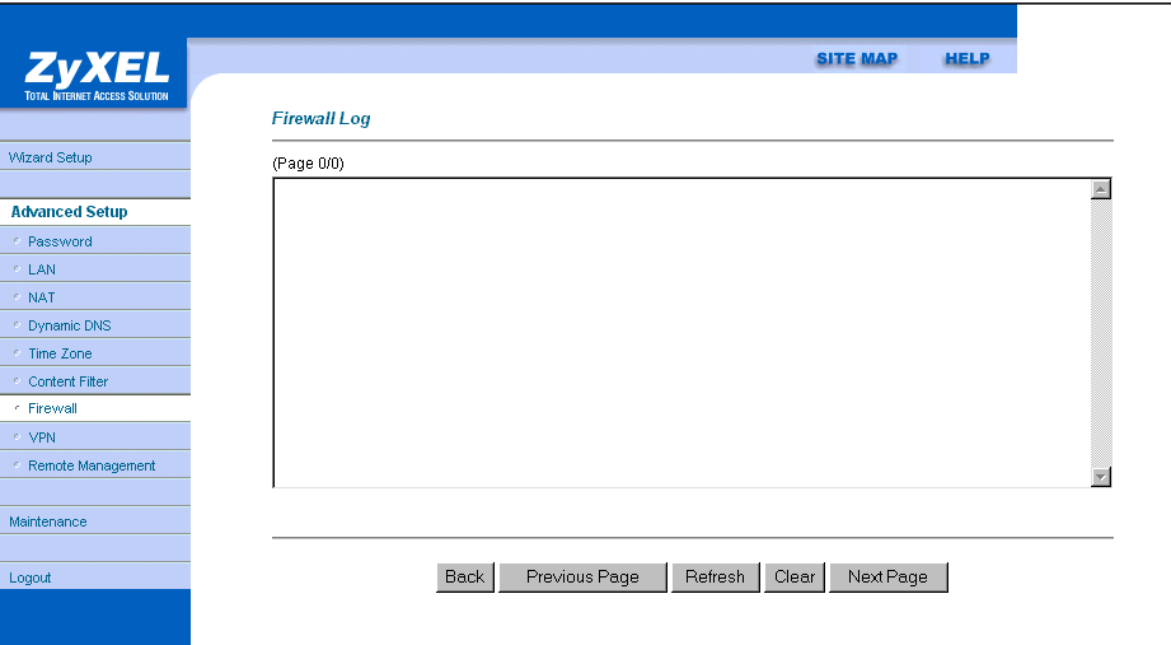 SITE MAP HELP
ZyXEL
TOTAL INTERNET ACCESS SOLUTION
Firewall Log
(Page 0/0)
Wizard Setup
Advanced Setup
Password
LAN
NAT
Dynamic DNS
Time Zone
Content Filter
Firewall
VPN
Remote Management
Maintenance
Logout
Back Previous Page Refresh Clear Next Page